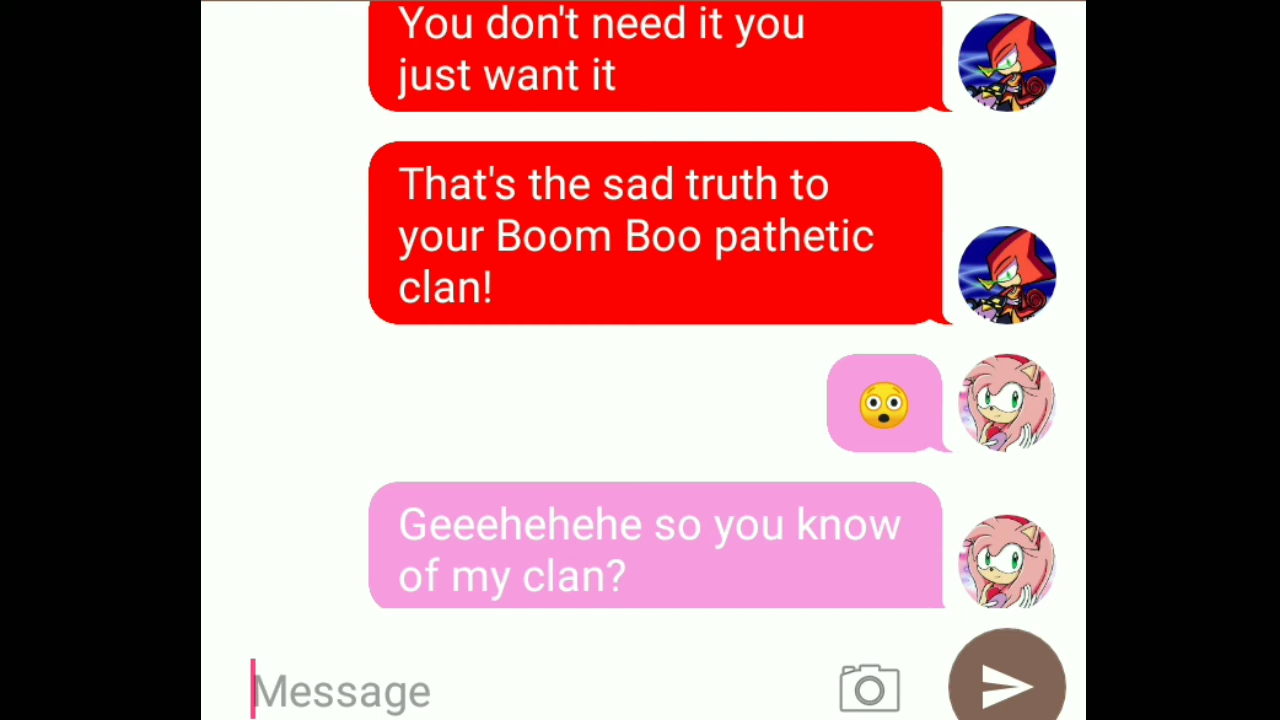 You don't need it you
just want it
That's the sad truth to
your Boom Boo pathetic
clan!
😲
Geeehehehe so you know
of my clan?
Message